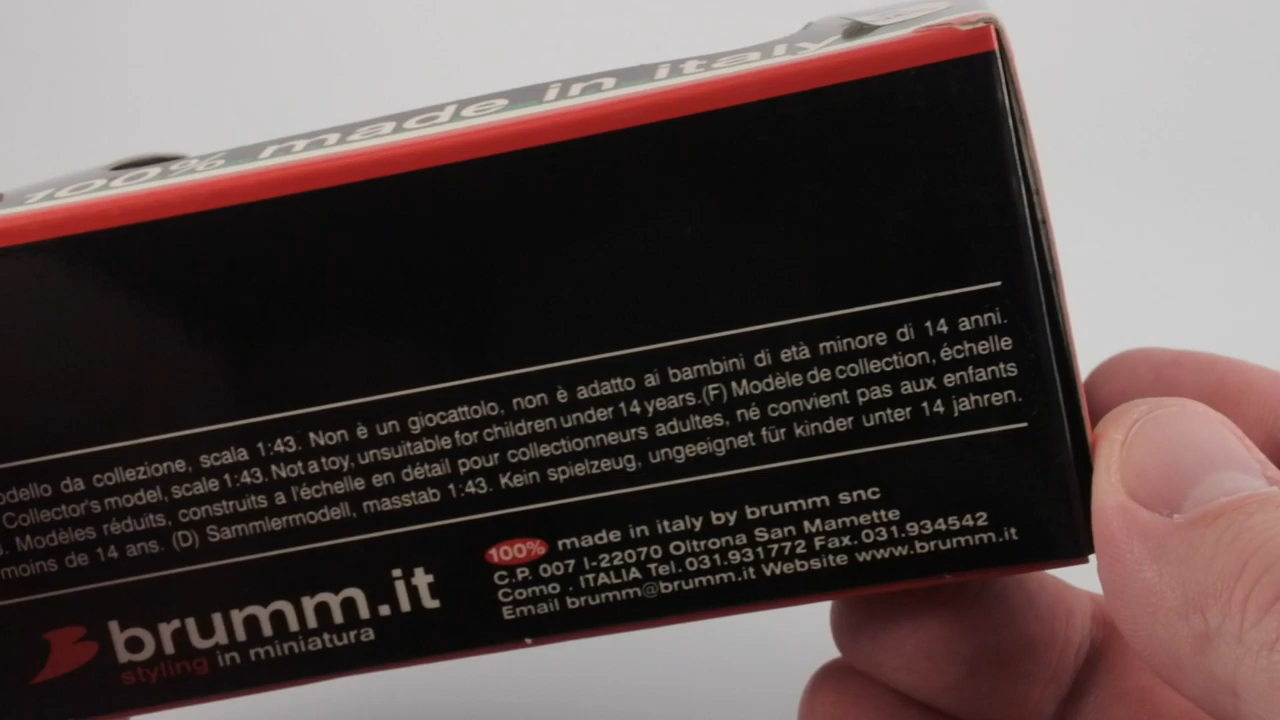 100% made in italy
odello da collezione, scala 1:43. Non è un giocattolo, non è adatto ai bambini di età minore di 14 anni.
Collector's model, scale 1:43. Not a toy, unsuitable for children under 14 years.(F) Modèle de collection, échelle
Modèles réduits, construits a l'échelle en détail pour collectionneurs adultes, né convient pas aux enfants
moins de 14 ans. (D) Sammlermodell, masstab 1:43. Kein spielzeug, ungeeignet für kinder unter 14 jahren.
brumm.it
styling in miniatura
100% made in italy by brumm snc
C.P. 007 I-22070 Oltrona San Mamette
Como . ITALIA Tel.031.931772 Fax.031.934542
Email brumm@brumm.it Website www.brumm.it